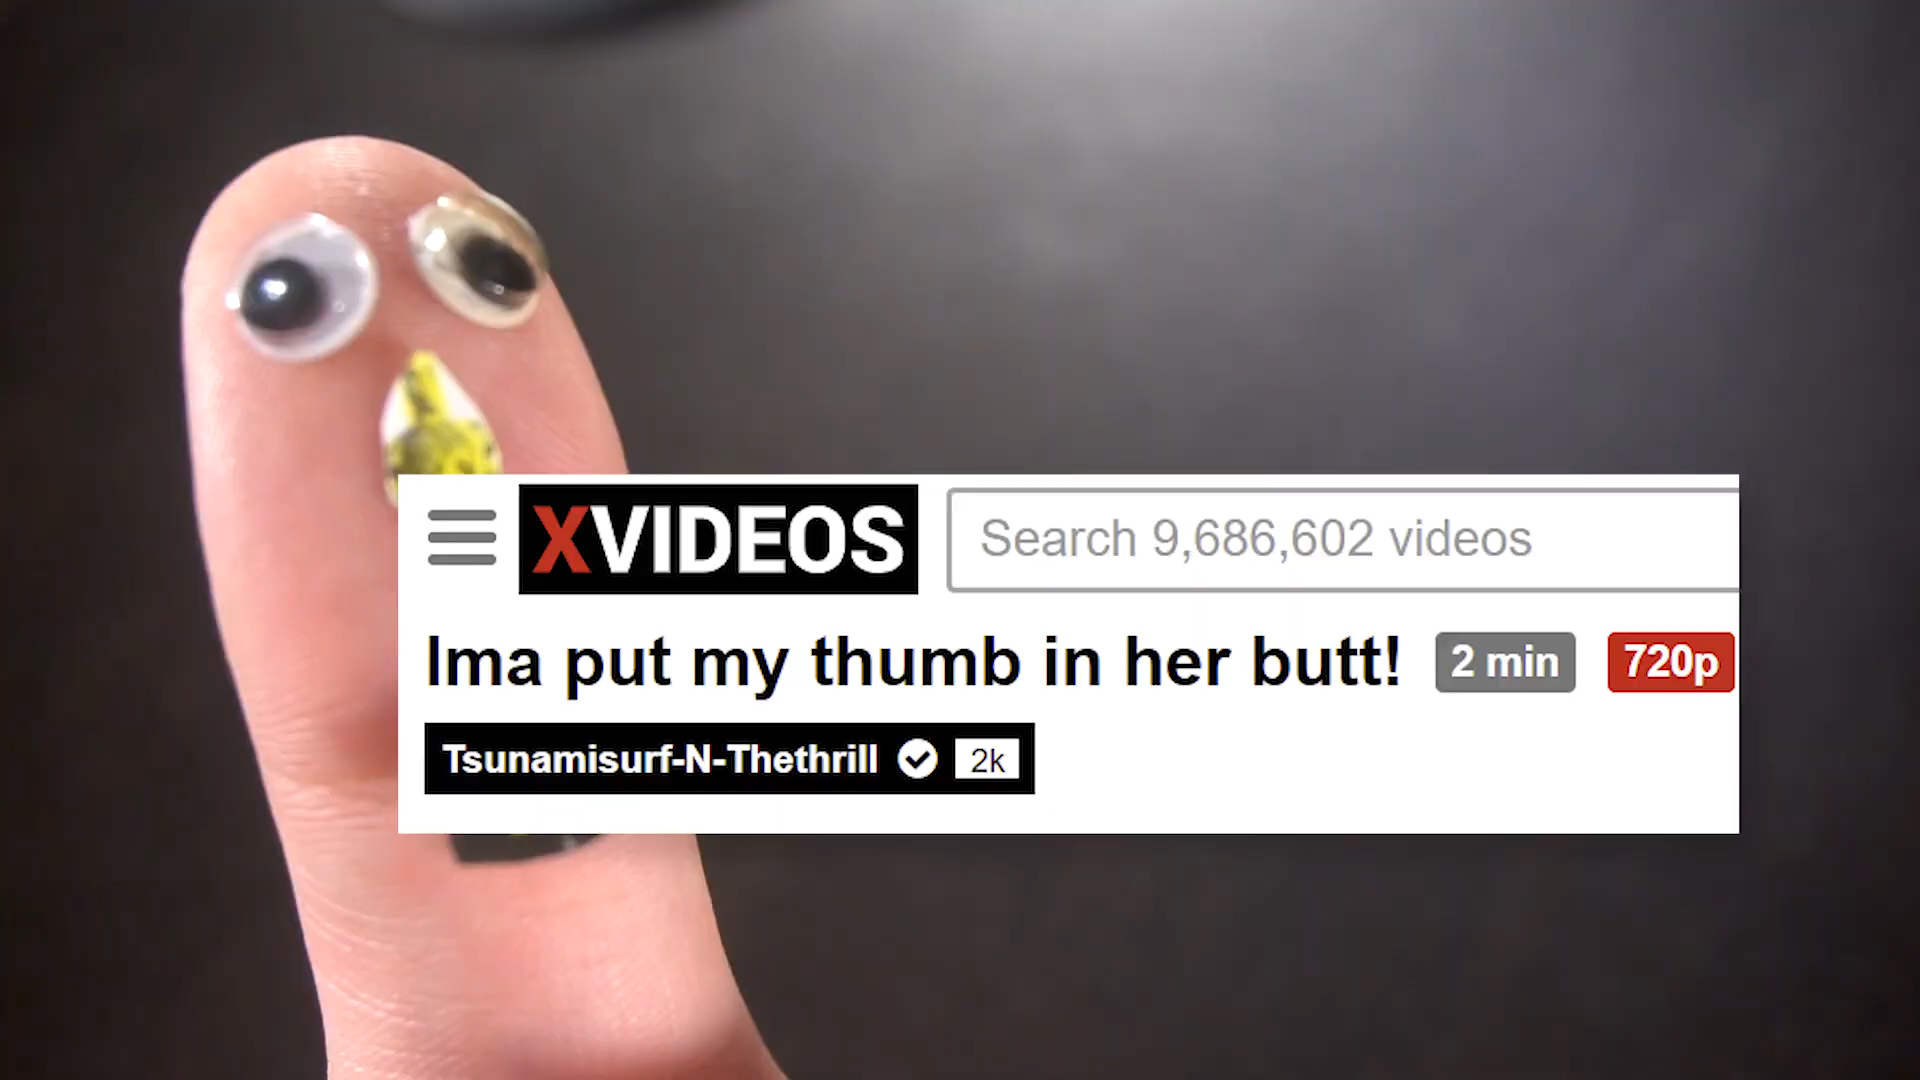 XVIDEOS Search 9,686,602 videos
Ima put my thumb in her butt! 2 min 720p
Tsunamisurf-N-Thethrill 2k